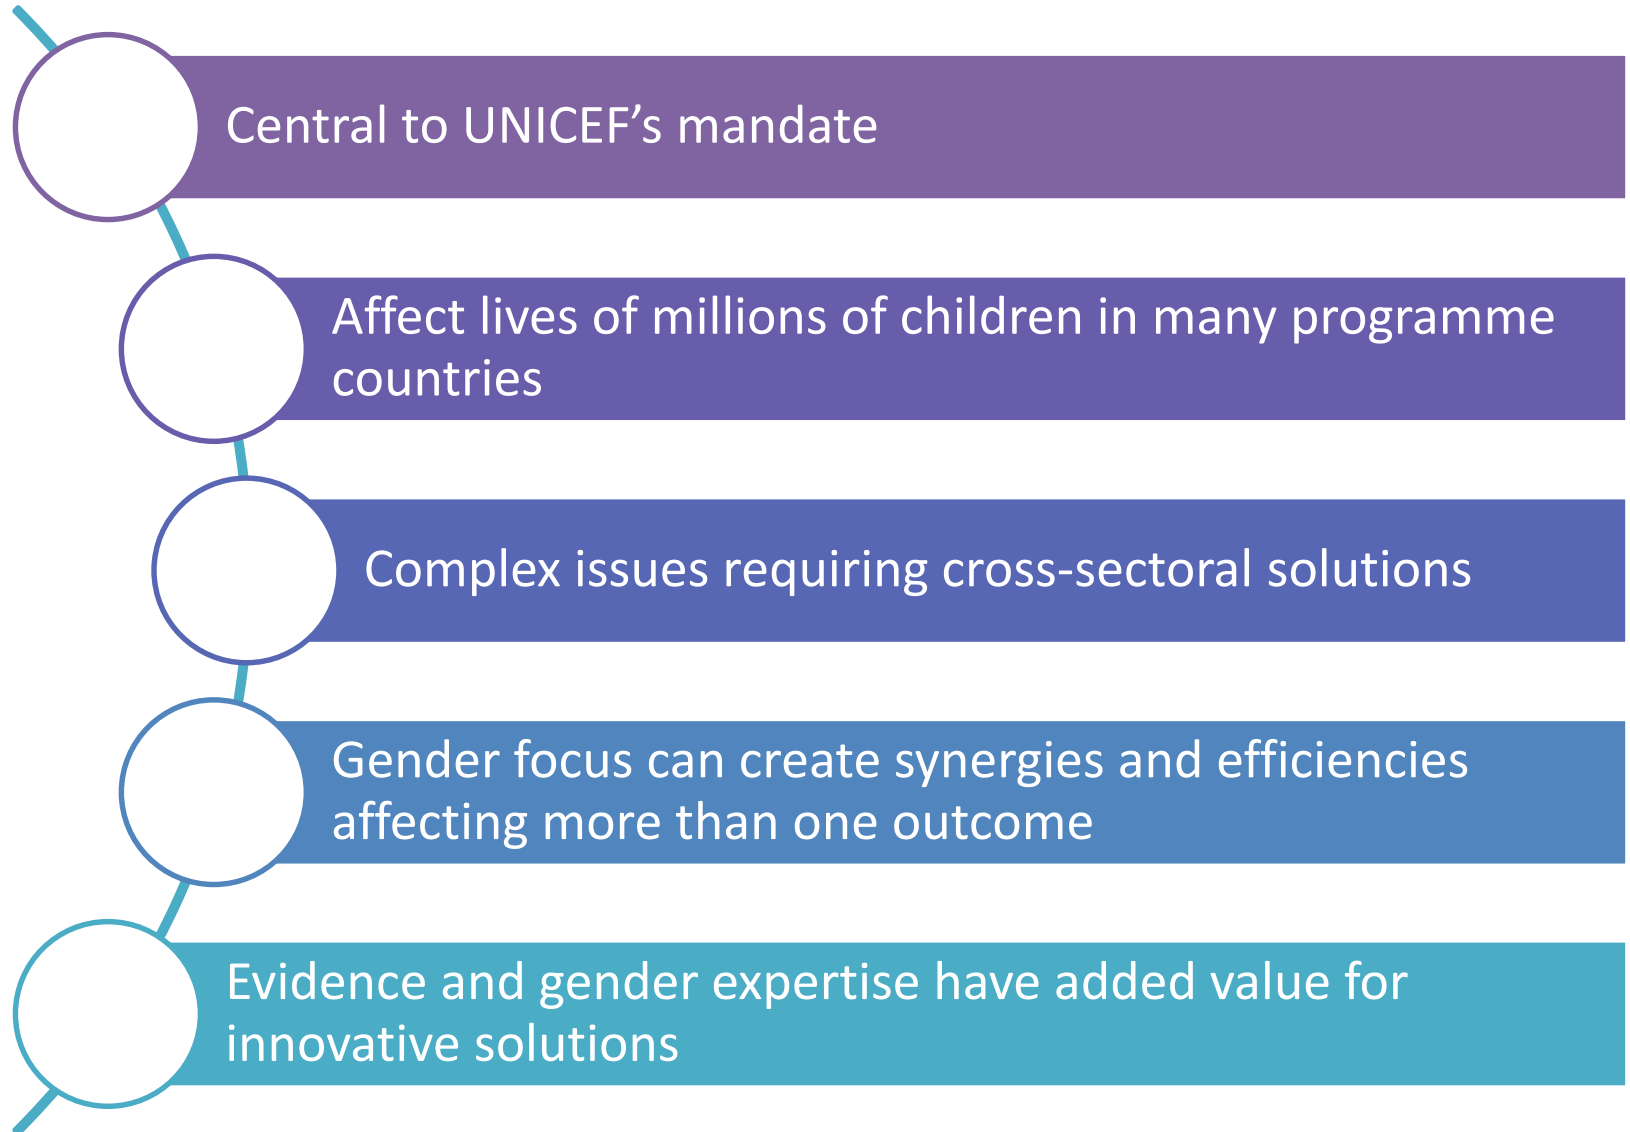 Central to UNICEF’s mandate
Affect lives of millions of children in many programme
countries
Complex issues requiring cross-sectoral solutions
Gender focus can create synergies and efficiencies
affecting more than one outcome
Evidence and gender expertise have added value for
innovative solutions